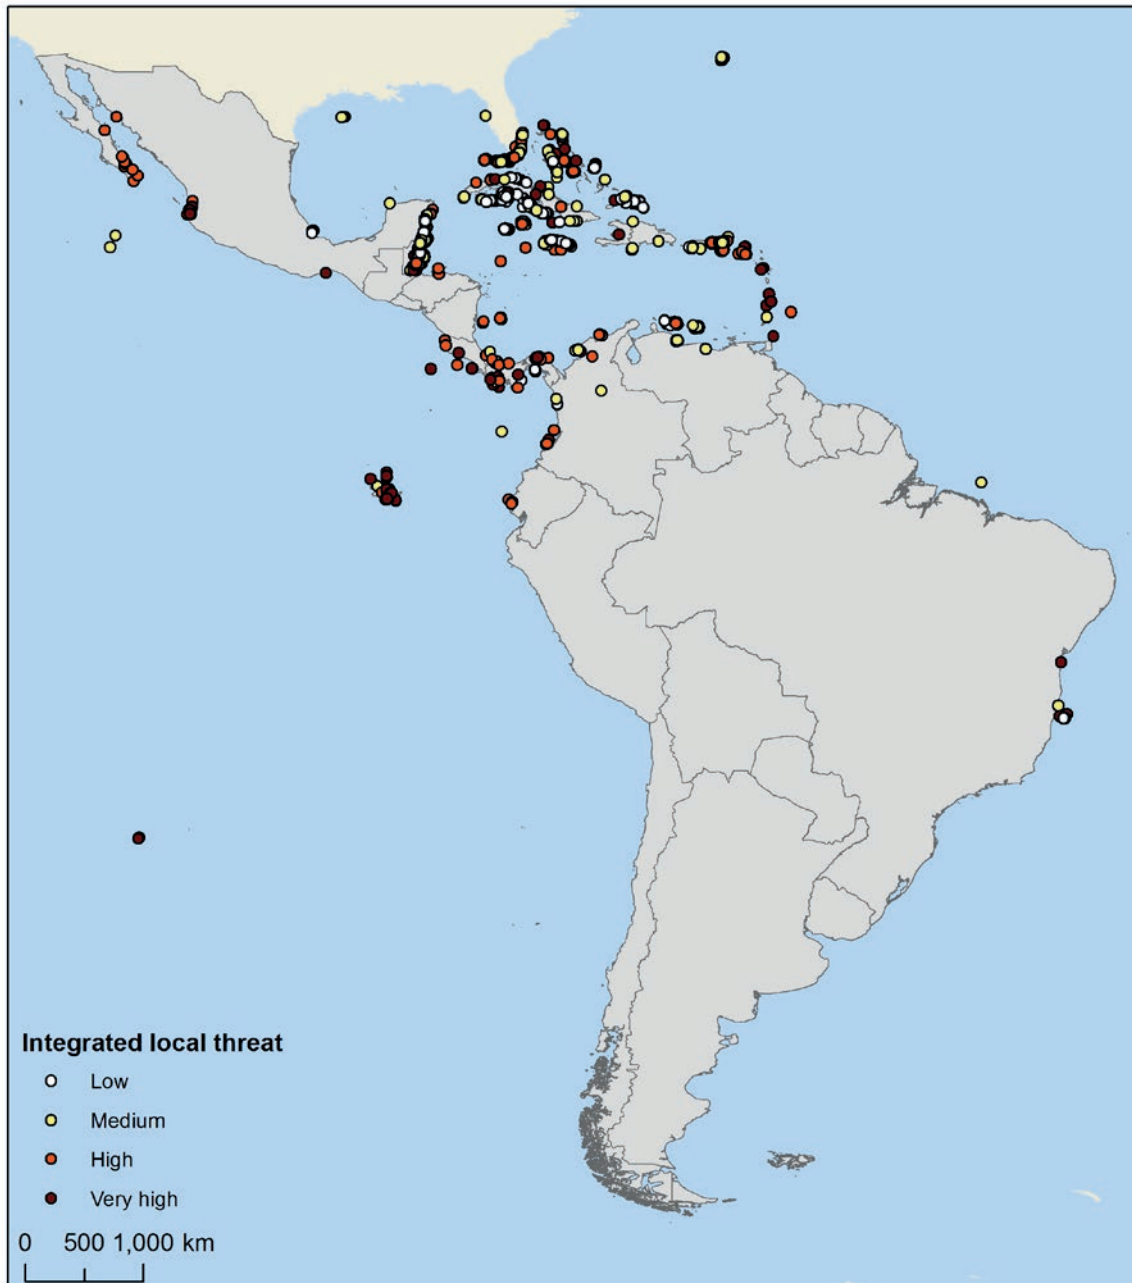 Integrated local threat
Low
Medium
High
Very high
0 500 1,000 km